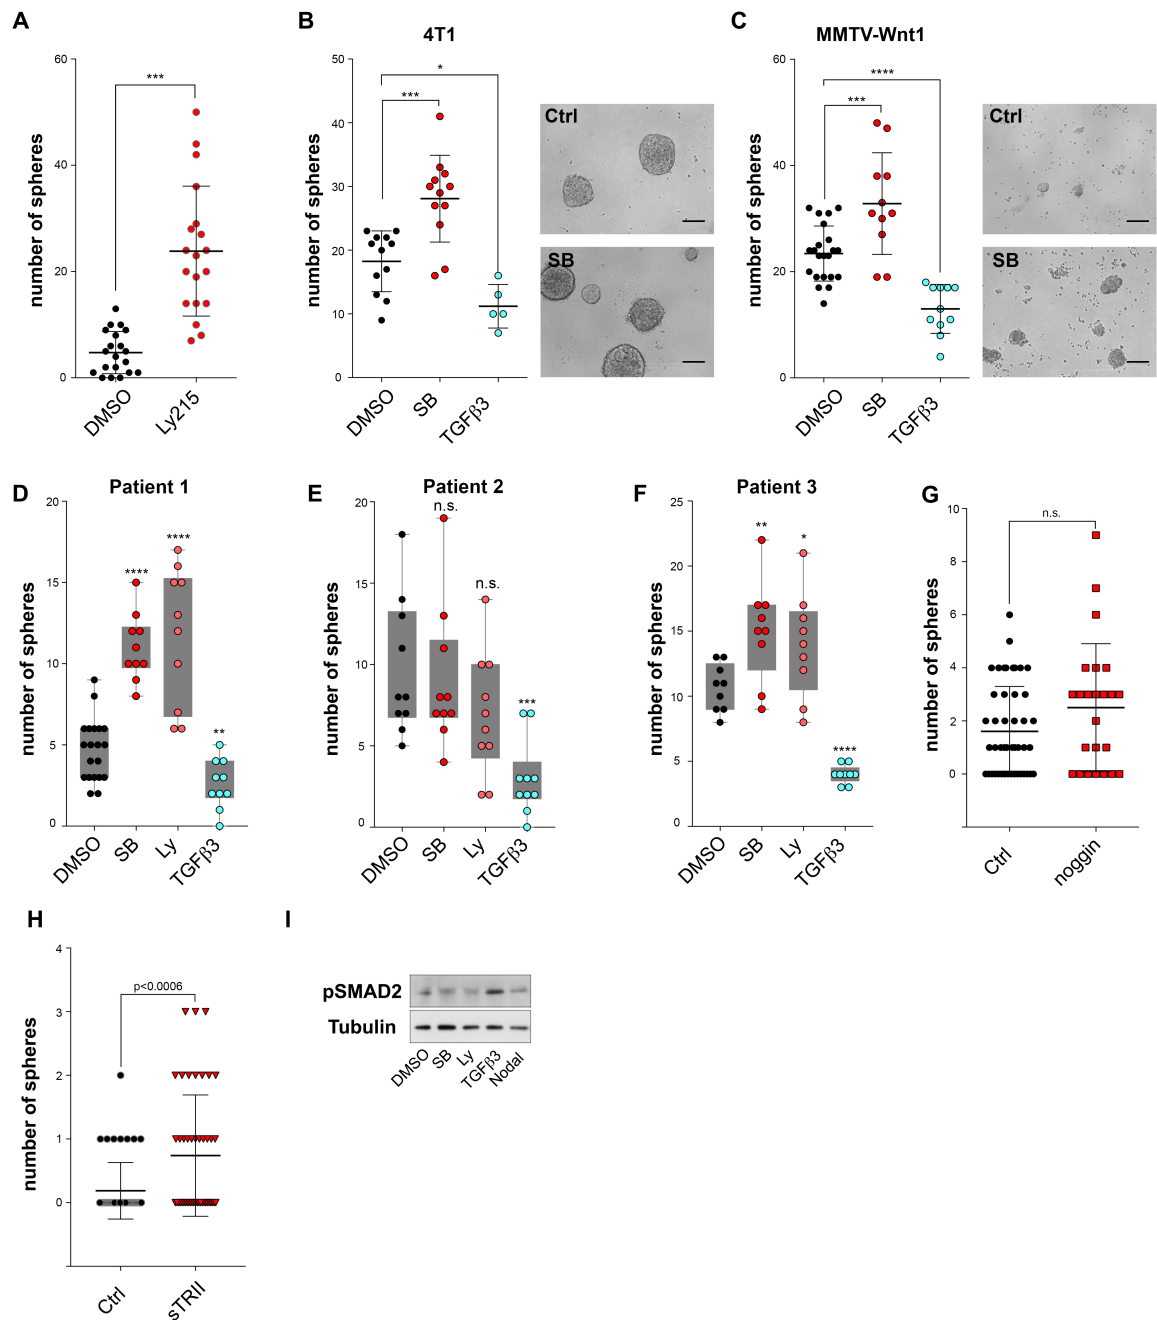 A
number of spheres
60
40
20
0
***
DMSO
Ly215
B
4T1
number of spheres
50
40
30
20
10
0
*
***
DMSO
SB
TGFβ3
Ctrl
SB
C
MMTV-Wnt1
number of spheres
60
40
20
0
****
***
DMSO
SB
TGFβ3
Ctrl
SB
D
Patient 1
number of spheres
20
15
10
5
0
****
****
**
DMSO
SB
Ly
TGFβ3
E
Patient 2
number of spheres
20
15
10
5
0
n.s.
n.s.
***
DMSO
SB
Ly
TGFβ3
F
Patient 3
number of spheres
25
20
15
10
5
0
**
*
****
DMSO
SB
Ly
TGFβ3
G
number of spheres
10
8
6
4
2
0
n.s.
Ctrl
noggin
H
number of spheres
4
3
2
1
0
p<0.0006
Ctrl
sTRII
I
pSMAD2
Tubulin
DMSO
SB
Ly
TGFβ3
Nodal